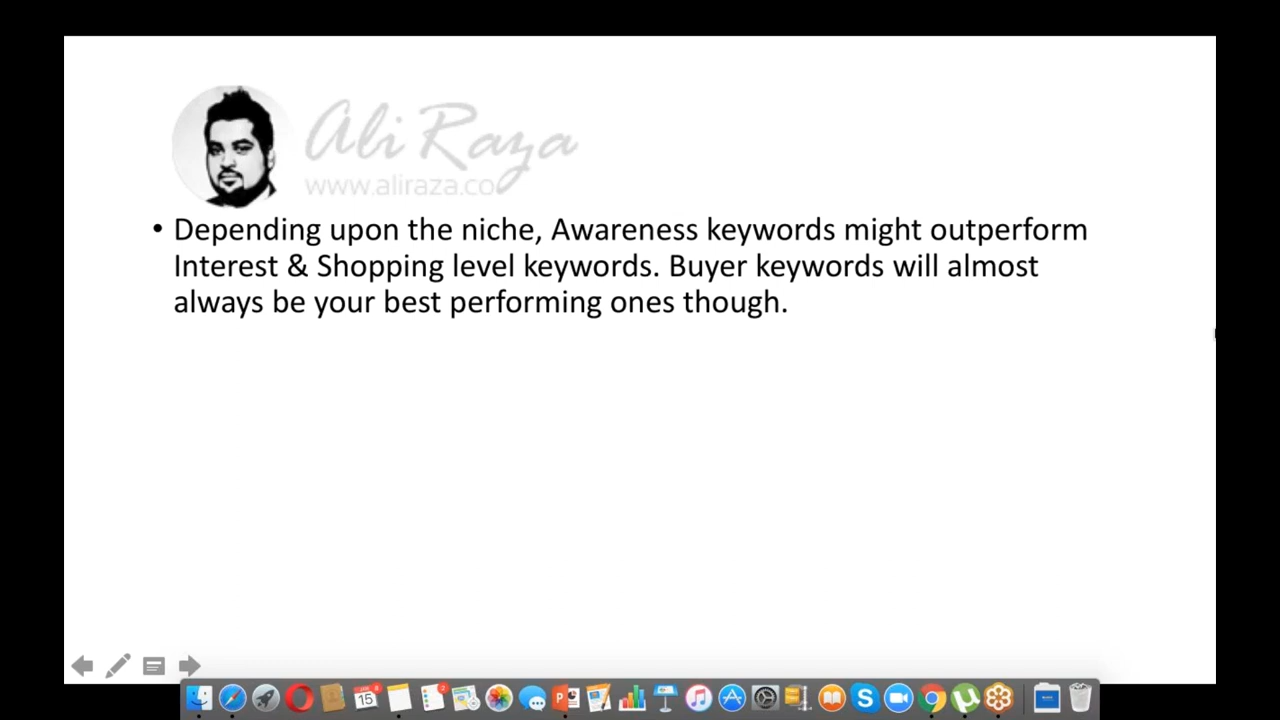 Ali Raza
www.aliraza.co
• Depending upon the niche, Awareness keywords might outperform
Interest & Shopping level keywords. Buyer keywords will almost
always be your best performing ones though.
15